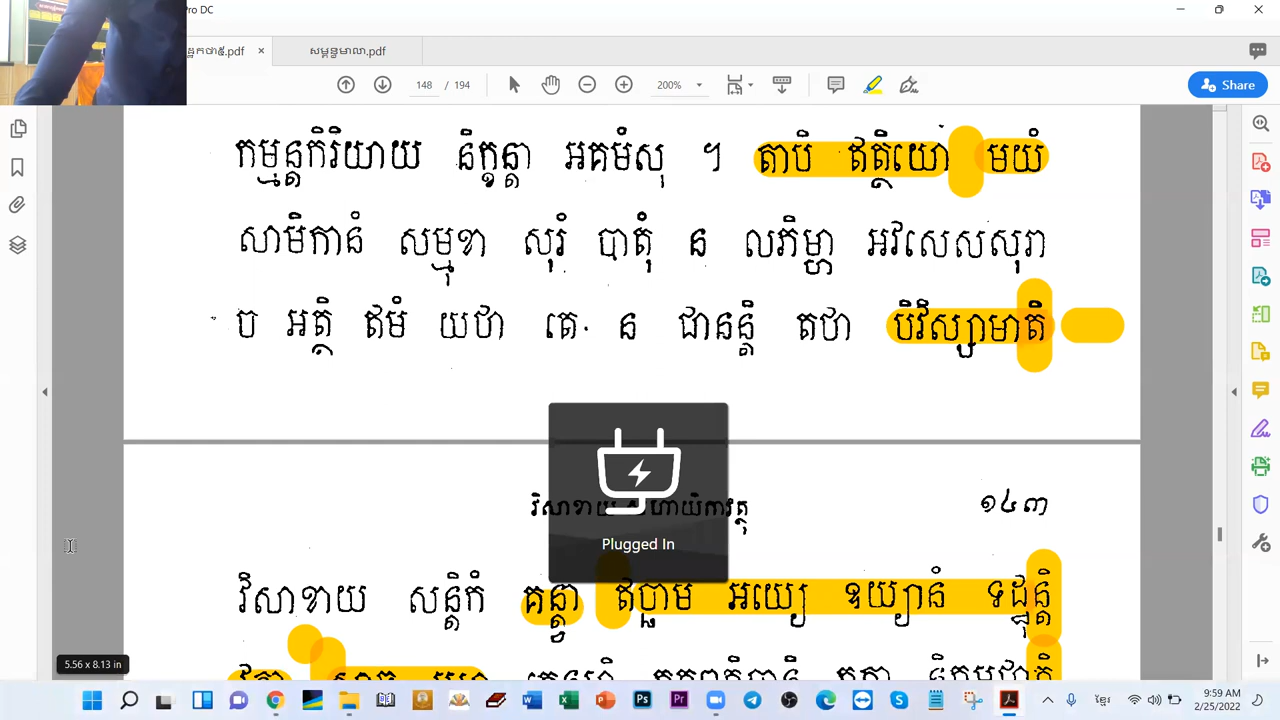 Pro DC
ដ្ឋកថា៥.pdf × សម្ពន្ធមាលា.pdf
148 / 194 200% Share
កម្មន្តកិរិយាយ និក្ខន្តា អគមំសុ ។ តាបិ ឥត្ថិយោ មយំ
សាមិកានំ សម្មុខា សុរំ បាតុំ ន លភិម្ហា អវសេសសុរា
ច អត្ថិ ឥមំ យថា តេ ន ជានន្តិ តថា បិវិស្សាមាតិ
Plugged In
១៤៣
វិសាខាយ សន្តិកំ គន្ត្វា ឥច្ឆាម អយ្យេ ឧយ្យានំ ទដ្ឋុន្តិ
5.56 x 8.13 in
ខ្មែរ
9:59 AM
2/25/2022